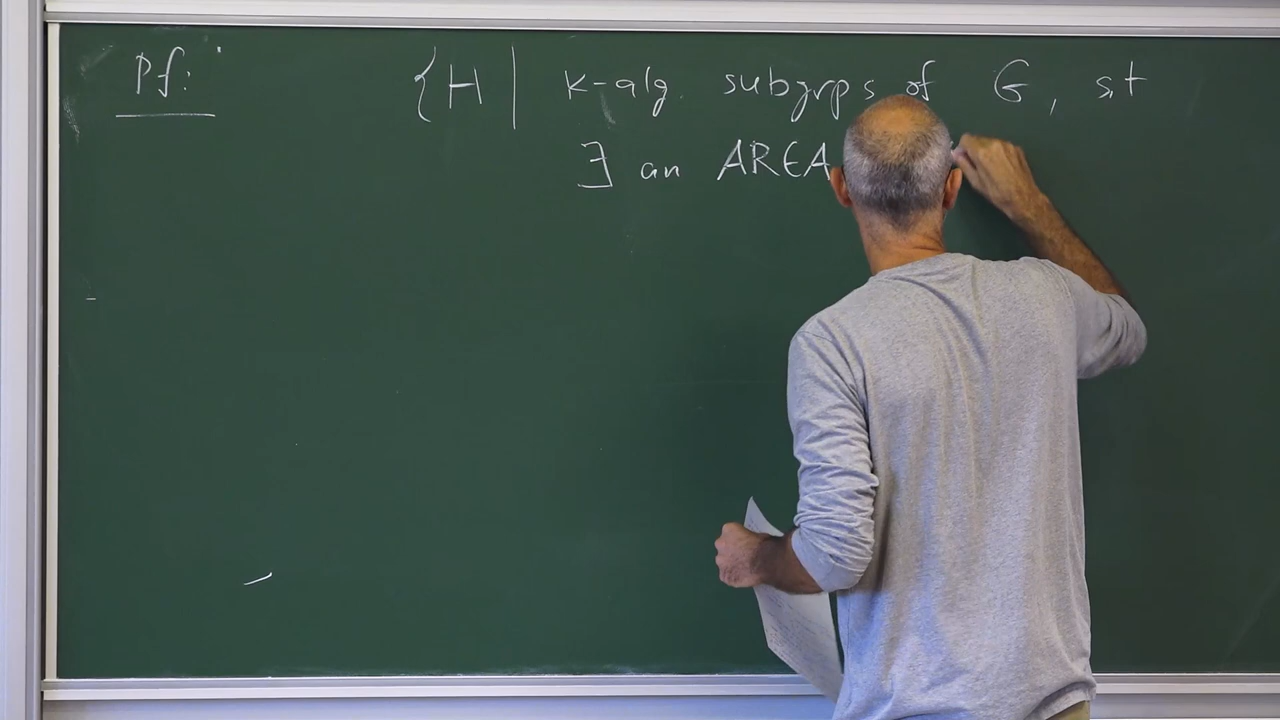 Pf: {H | k-alg. subgrps of G, s,t
∃ an AREA